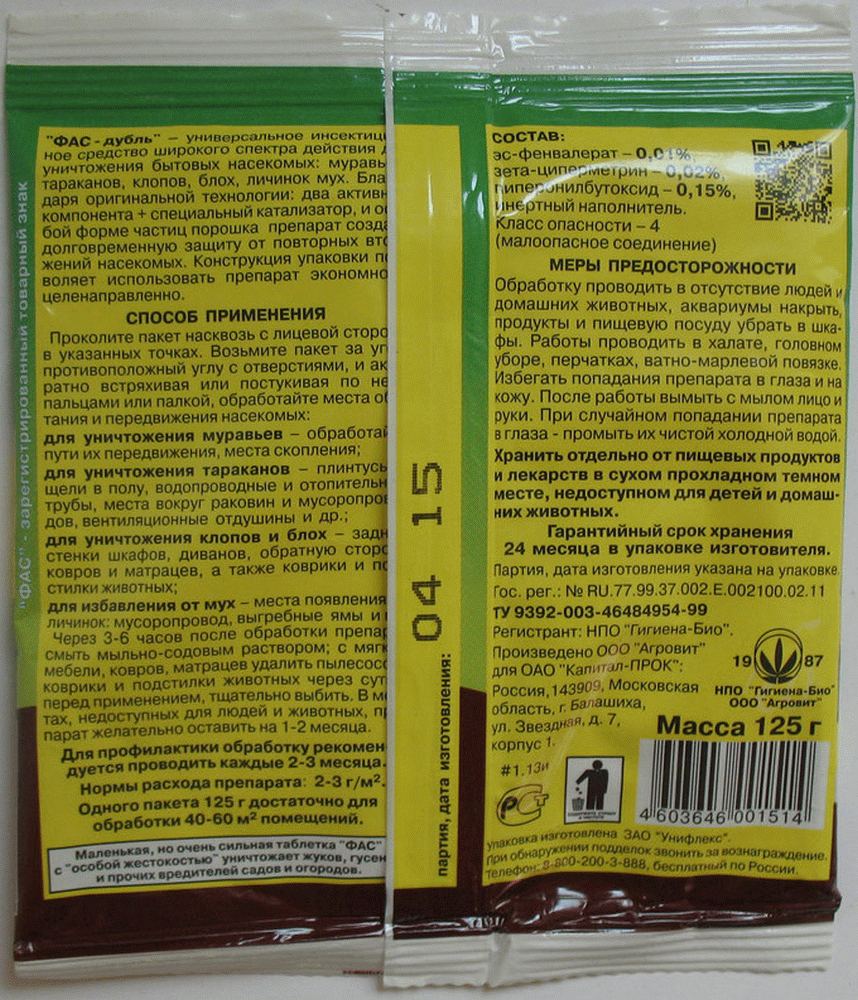 "ФАС" - зарегистрированный товарный знак
"ФАС - дубль" – универсальное инсектици
ное средство широкого спектра действия д
уничтожения бытовых насекомых: муравь
тараканов, клопов, блох, личинок мух. Бла
даря оригинальной технологии: два активн
компонента + специальный катализатор, и о
бой форме частиц порошка препарат созда
долговременную защиту от повторных вто
жений насекомых. Конструкция упаковки п
воляет использовать препарат экономно
целенаправленно.
СПОСОБ ПРИМЕНЕНИЯ
Проколите пакет насквозь с лицевой сторо
в указанных точках. Возьмите пакет за уг
противоположный углу с отверстиями, и ак
ратно встряхивая или постукивая по не
пальцами или палкой, обработайте места о
тания и передвижения насекомых:
для уничтожения муравьев – обработай
пути их передвижения, места скопления;
для уничтожения тараканов – плинтусь
щели в полу, водопроводные и отопительн
трубы, места вокруг раковин и мусоропро
дов, вентиляционные отдушины и др.;
для уничтожения клопов и блох – задн
стенки шкафов, диванов, обратную сторо
ковров и матрацев, а также коврики и по
стилки животных;
для избавления от мух – места появления
личинок: мусоропровод, выгребные ямы и
Через 3-6 часов после обработки препар
смыть мыльно-содовым раствором; с мягк
мебели, ковров, матрацев удалить пылесосо
коврики и подстилки животных через сут
перед применением, тщательно выбить. В ме
тах, недоступных для людей и животных, пр
парат желательно оставить на 1-2 месяца.
Для профилактики обработку рекомен
дуется проводить каждые 2-3 месяца.
Нормы расхода препарата: 2-3 г/м².
Одного пакета 125 г достаточно для
обработки 40-60 м² помещений.
Маленькая, но очень сильная таблетка "ФАС"
с "особой жестокостью" уничтожает жуков, гусен
и прочих вредителей садов и огородов.
партия, дата изготовления:
04 15
СОСТАВ:
эс-фенвалерат – 0,01%,
зета-циперметрин – 0,02%,
пиперонилбутоксид – 0,15%,
инертный наполнитель.
Класс опасности – 4
(малоопасное соединение)
МЕРЫ ПРЕДОСТОРОЖНОСТИ
Обработку проводить в отсутствие людей и
домашних животных, аквариумы накрыть,
продукты и пищевую посуду убрать в шка-
фы. Работы проводить в халате, головном
уборе, перчатках, ватно-марлевой повязке.
Избегать попадания препарата в глаза и на
кожу. После работы вымыть с мылом лицо и
руки. При случайном попадании препарата
в глаза - промыть их чистой холодной водой.
Хранить отдельно от пищевых продуктов
и лекарств в сухом прохладном темном
месте, недоступном для детей и домаш-
них животных.
Гарантийный срок хранения
24 месяца в упаковке изготовителя.
Партия, дата изготовления указана на упаковке.
Гос. рег.: № RU.77.99.37.002.E.002100.02.11
ТУ 9392-003-46484954-99
Регистрант: НПО "Гигиена-Био".
Произведено ООО "Агровит"
для ОАО "Капитал-ПРОК":
Россия,143909, Московская
область, г. Балашиха,
ул. Звездная, д. 7,
корпус 1.
19 87
НПО "Гигиена-Био"
ООО "Агровит"
Масса 125 г
#1.13и
РСТ
4 603646 001514
упаковка изготовлена ЗАО "Унифлекс".
При обнаружении подделок звонить за вознаграждение.
Телефон: 8-800-200-3-888, бесплатный по России.